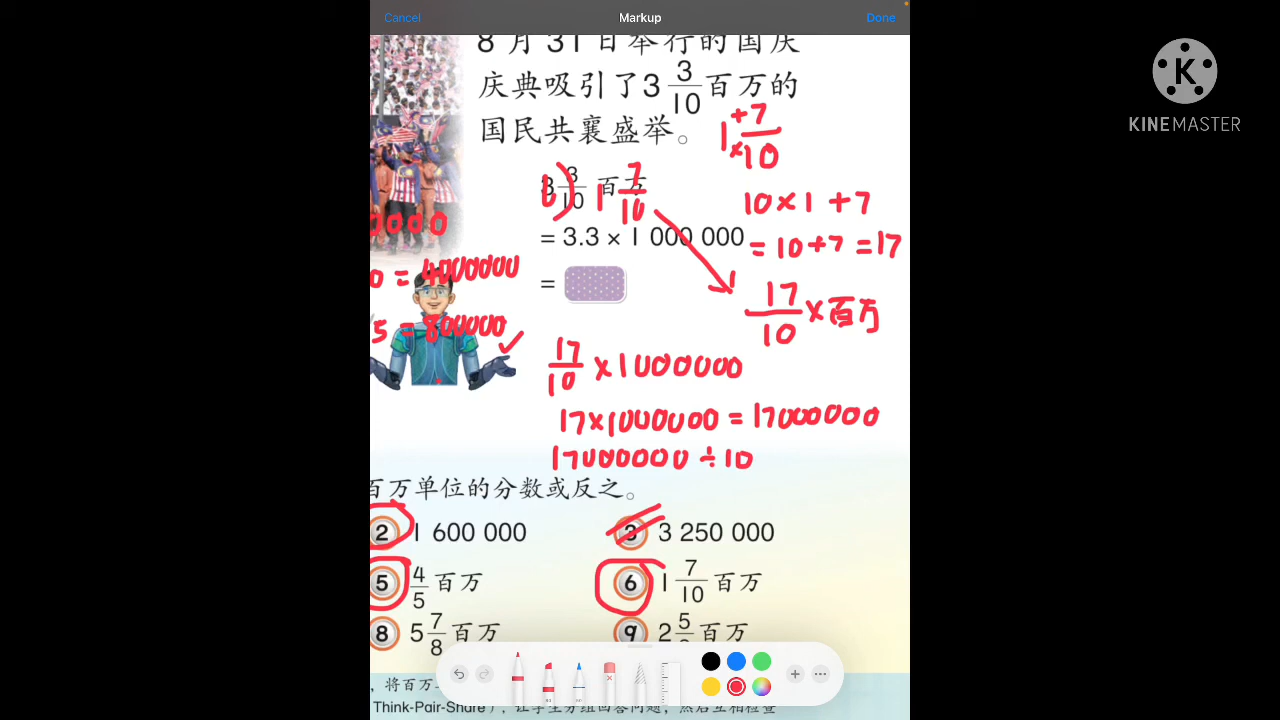 Cancel
Markup
Done
K
KINEMASTER
8月31日举行的国庆
庆典吸引了3 3/10 百万的
国民共襄盛举。
1 +7
×10
3 3/10 百万
6) 1 7/10
= 3.3 × 1 000 000
=
10 × 1 + 7
= 10 + 7 = 17
17/10 × 百万
0000
0 = 4000000
5 = 800000 ✓
17/10 × 1000000
17 × 1000000 = 17000000
17000000 ÷ 10
百万单位的分数或反之。
2 1 600 000
3 3 250 000
5 4/5 百万
6 1 7/10 百万
8 5 7/8 百万
9 2 5/ 百万
，将百万
Think-Pair-Share)，让学生分组回答问题，然后互相检查